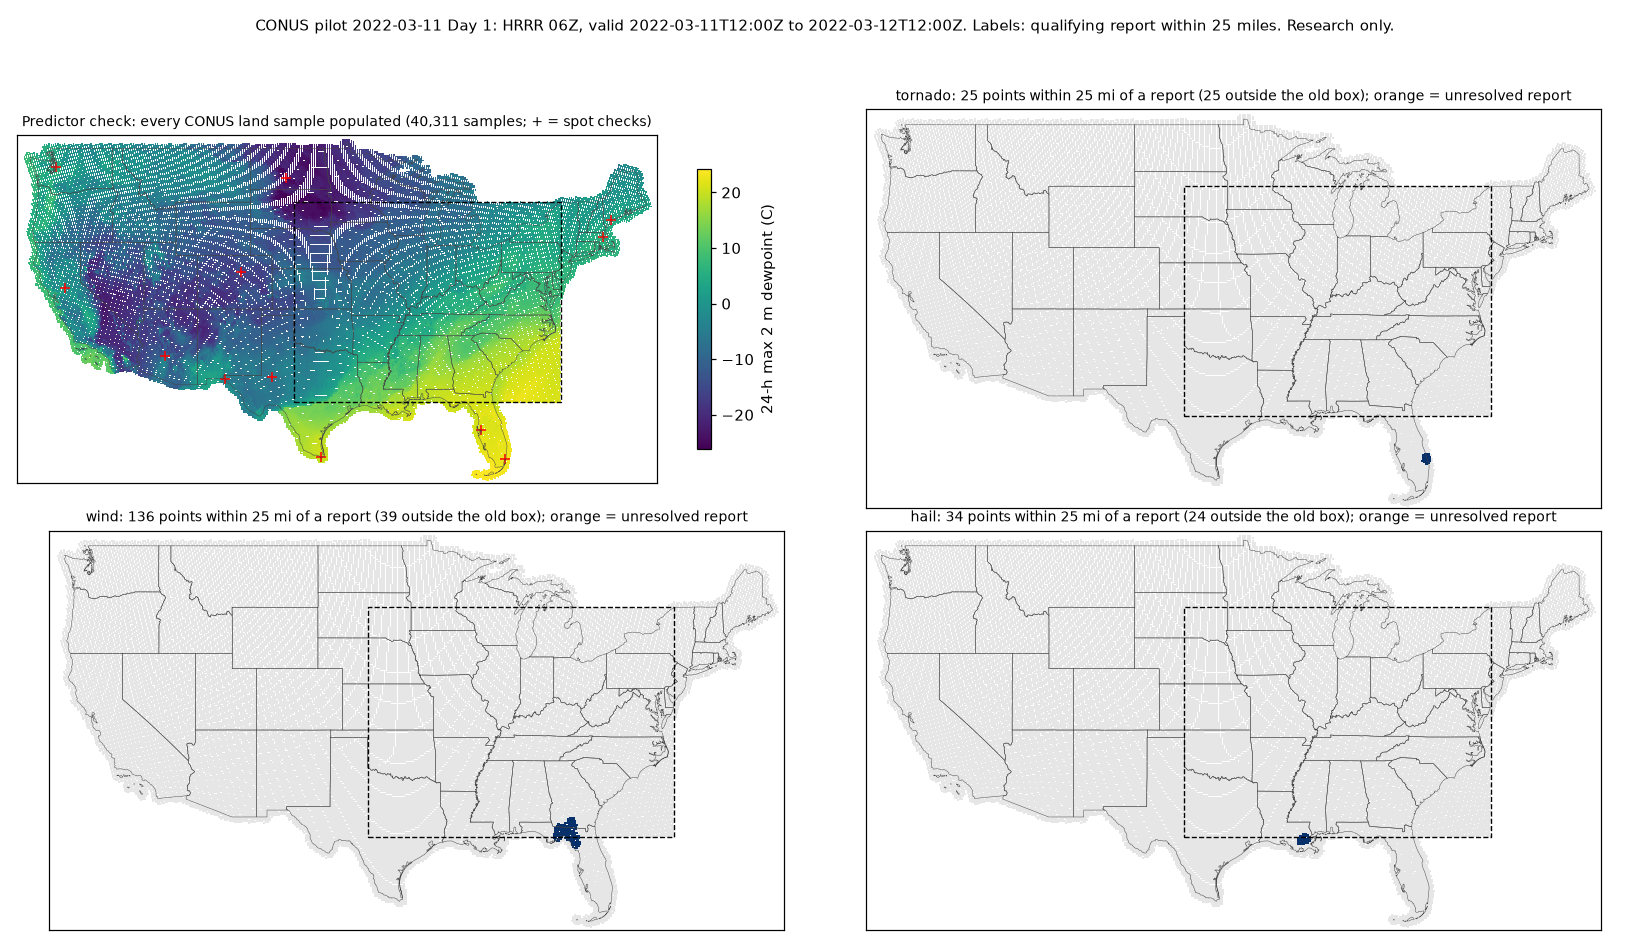 CONUS pilot 2022-03-11 Day 1: HRRR 06Z, valid 2022-03-11T12:00Z to 2022-03-12T12:00Z. Labels: qualifying report within 25 miles. Research only.
Predictor check: every CONUS land sample populated (40,311 samples; + = spot checks)
20
10
0
−10
−20
24-h max 2 m dewpoint (C)
tornado: 25 points within 25 mi of a report (25 outside the old box); orange = unresolved report
wind: 136 points within 25 mi of a report (39 outside the old box); orange = unresolved report
hail: 34 points within 25 mi of a report (24 outside the old box); orange = unresolved report